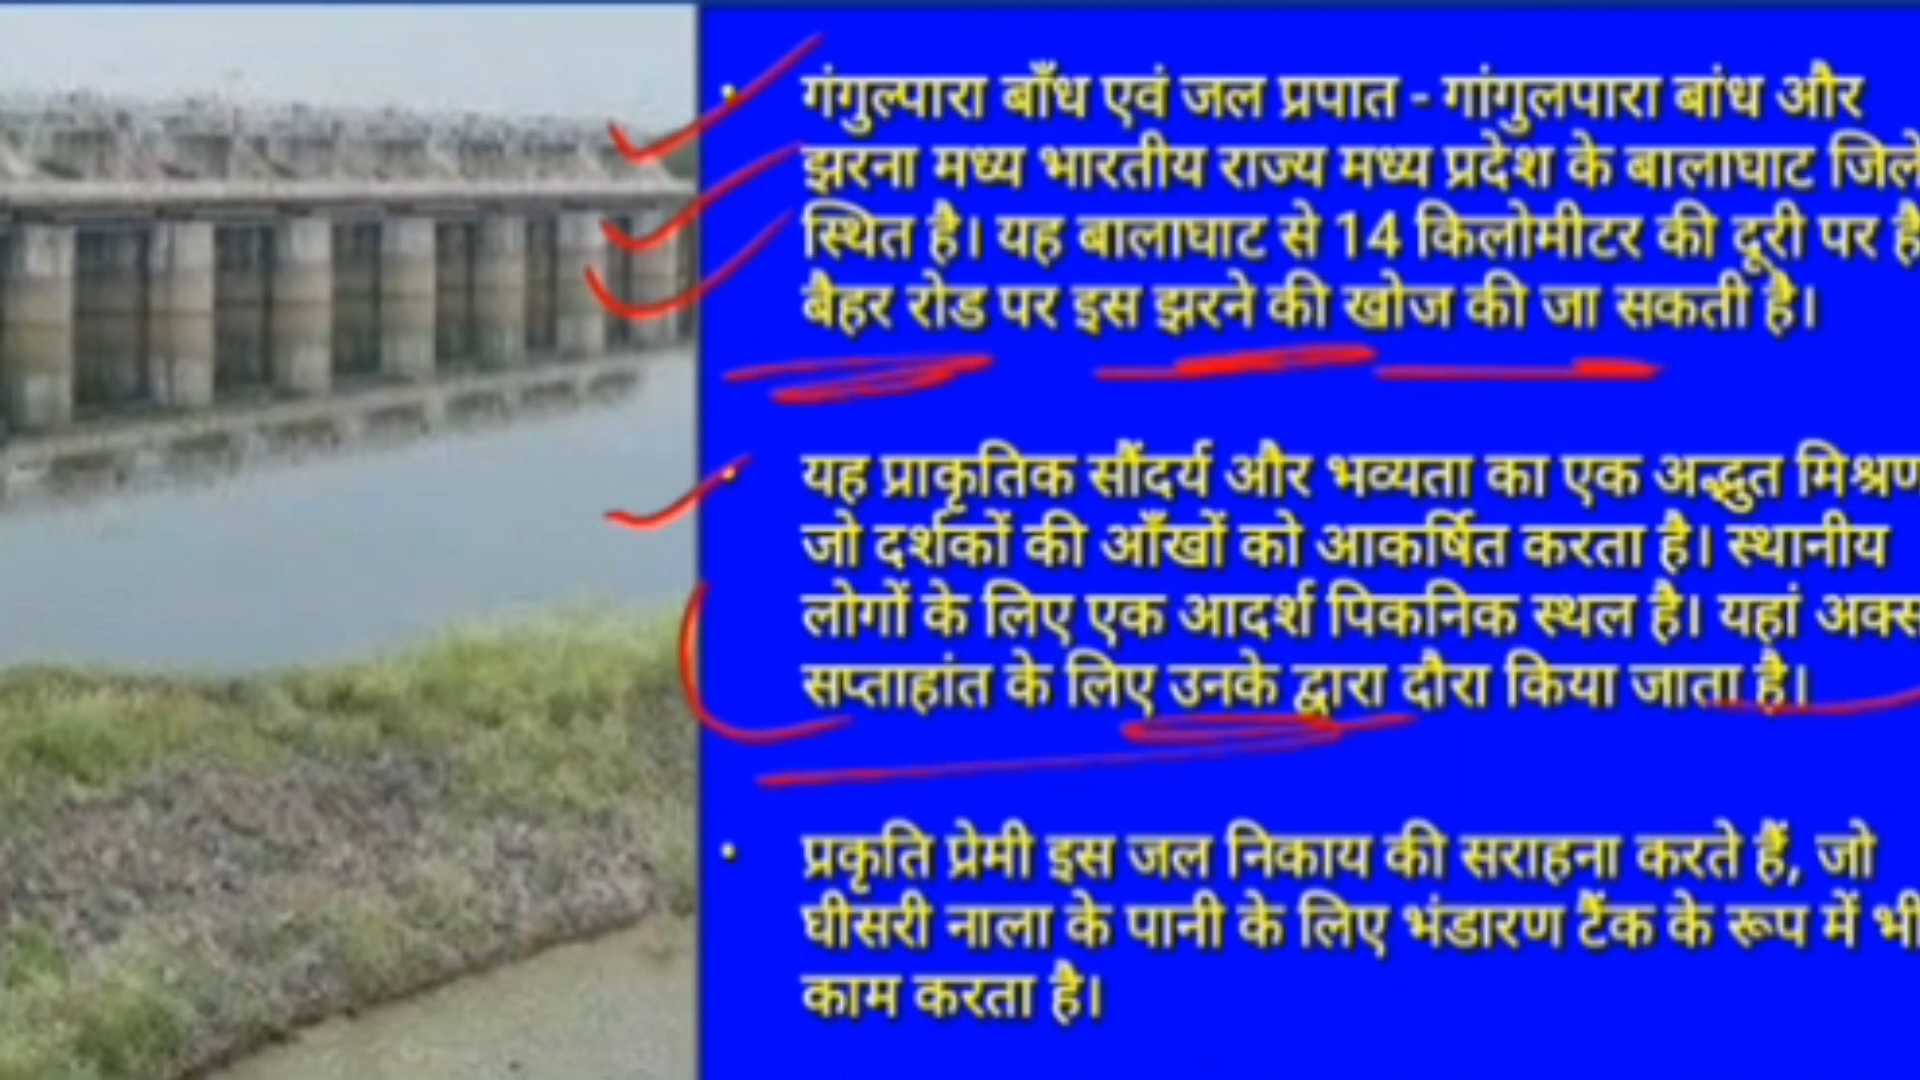 गंगुल्पारा बाँध एवं जल प्रपात - गांगुलपारा बांध और
झरना मध्य भारतीय राज्य मध्य प्रदेश के बालाघाट जिले
स्थित है। यह बालाघाट से 14 किलोमीटर की दूरी पर है
बैहर रोड पर इस झरने की खोज की जा सकती है।
यह प्राकृतिक सौंदर्य और भव्यता का एक अद्भुत मिश्रण
जो दर्शकों की आँखों को आकर्षित करता है। स्थानीय
लोगों के लिए एक आदर्श पिकनिक स्थल है। यहां अक्स
सप्ताहांत के लिए उनके द्वारा दौरा किया जाता है।
प्रकृति प्रेमी इस जल निकाय की सराहना करते हैं, जो
घीसरी नाला के पानी के लिए भंडारण टैंक के रूप में भी
काम करता है।